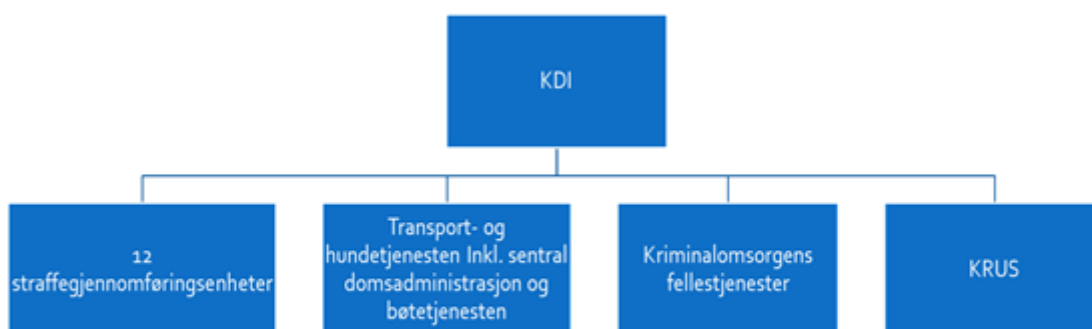 KDI
12
straffegjennomføringsenheter
Transport- og
hundetjenesten Inkl. sentral
domsadministrasjon og
bøtetjenesten
Kriminalomsorgens
fellestjenester
KRUS